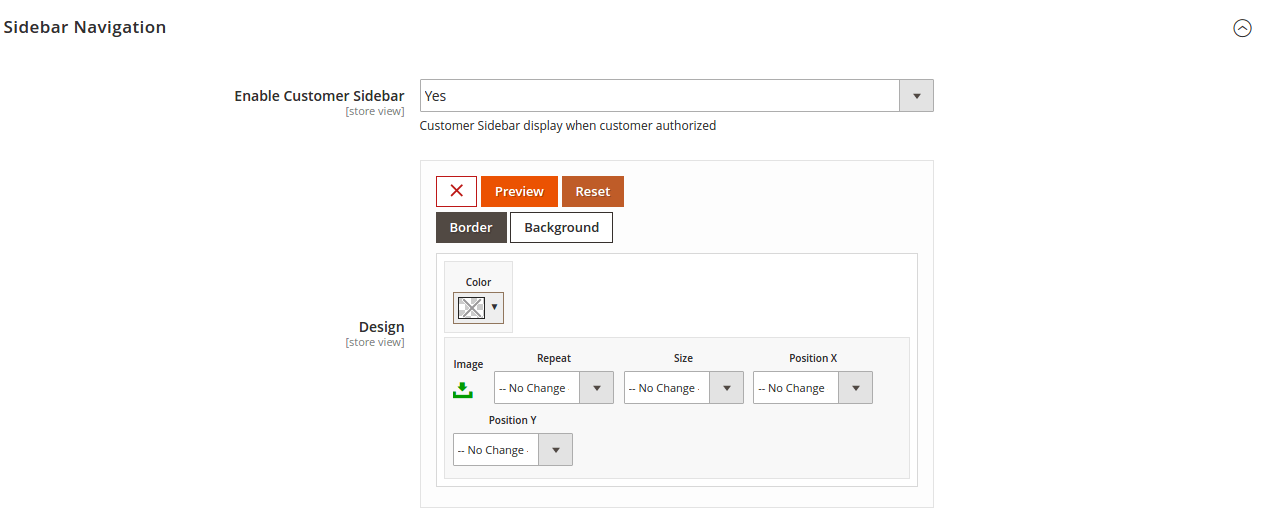 Sidebar Navigation
Enable Customer Sidebar
[store view]
Yes
Customer Sidebar display when customer authorized
Preview Reset
Border Background
Color
Design
[store view]
Image Repeat Size Position X
-- No Change - -- No Change - -- No Change
Position Y
-- No Change -